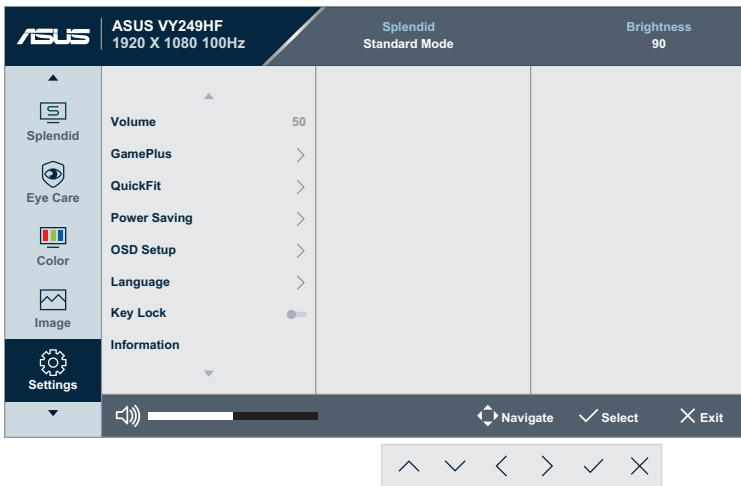 ASUS
ASUS VY249HF
1920 X 1080 100Hz
Splendid
Standard Mode
Brightness
90
Splendid
Eye Care
Color
Image
Settings
Volume 50
GamePlus
QuickFit
Power Saving
OSD Setup
Language
Key Lock
Information
Navigate
Select
Exit